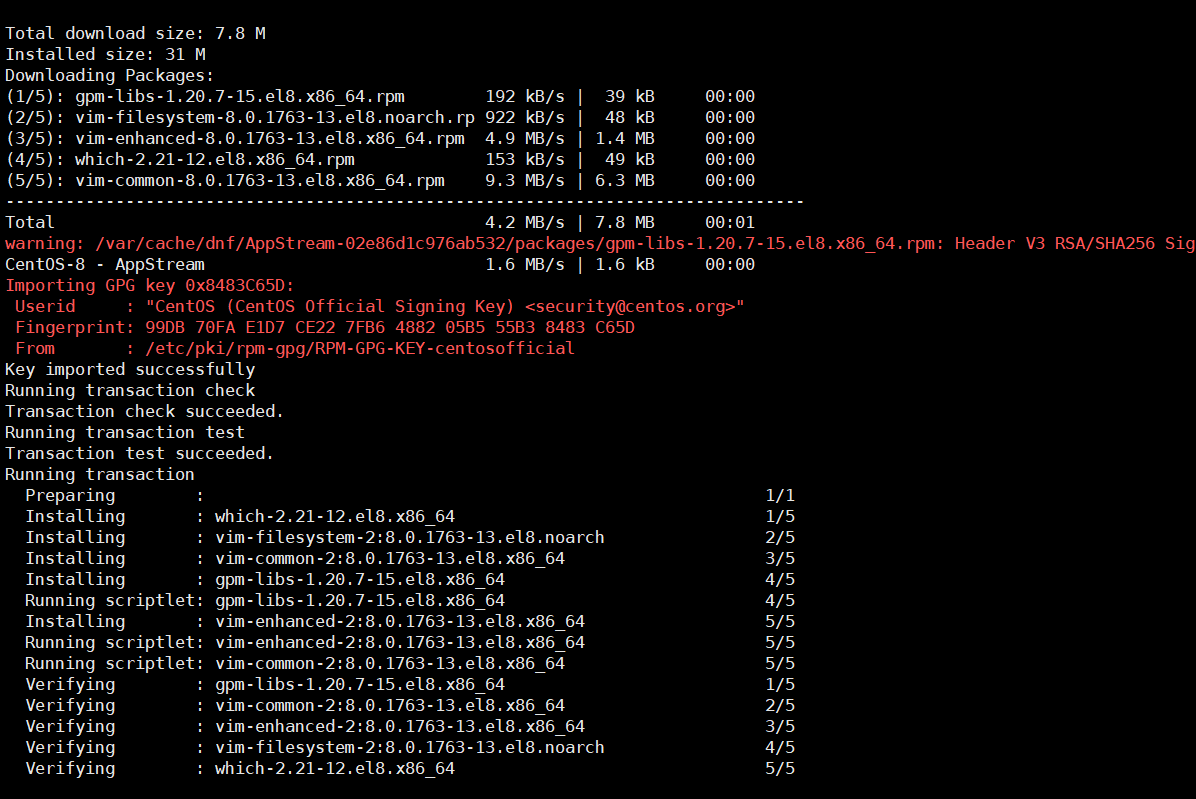 Total download size: 7.8 M
Installed size: 31 M
Downloading Packages:
(1/5): gpm-libs-1.20.7-15.el8.x86_64.rpm        192 kB/s |  39 kB     00:00
(2/5): vim-filesystem-8.0.1763-13.el8.noarch.rp 922 kB/s |  48 kB     00:00
(3/5): vim-enhanced-8.0.1763-13.el8.x86_64.rpm  4.9 MB/s | 1.4 MB     00:00
(4/5): which-2.21-12.el8.x86_64.rpm             153 kB/s |  49 kB     00:00
(5/5): vim-common-8.0.1763-13.el8.x86_64.rpm    9.3 MB/s | 6.3 MB     00:00
--------------------------------------------------------------------------------
Total                                           4.2 MB/s | 7.8 MB     00:01
warning: /var/cache/dnf/AppStream-02e86d1c976ab532/packages/gpm-libs-1.20.7-15.el8.x86_64.rpm: Header V3 RSA/SHA256 Sig
CentOS-8 - AppStream                            1.6 MB/s | 1.6 kB     00:00
Importing GPG key 0x8483C65D:
 Userid     : "CentOS (CentOS Official Signing Key) <security@centos.org>"
 Fingerprint: 99DB 70FA E1D7 CE22 7FB6 4882 05B5 55B3 8483 C65D
 From       : /etc/pki/rpm-gpg/RPM-GPG-KEY-centosofficial
Key imported successfully
Running transaction check
Transaction check succeeded.
Running transaction test
Transaction test succeeded.
Running transaction
  Preparing        :                                                        1/1
  Installing       : which-2.21-12.el8.x86_64                               1/5
  Installing       : vim-filesystem-2:8.0.1763-13.el8.noarch                2/5
  Installing       : vim-common-2:8.0.1763-13.el8.x86_64                    3/5
  Installing       : gpm-libs-1.20.7-15.el8.x86_64                          4/5
  Running scriptlet: gpm-libs-1.20.7-15.el8.x86_64                          4/5
  Installing       : vim-enhanced-2:8.0.1763-13.el8.x86_64                  5/5
  Running scriptlet: vim-enhanced-2:8.0.1763-13.el8.x86_64                  5/5
  Running scriptlet: vim-common-2:8.0.1763-13.el8.x86_64                    5/5
  Verifying        : gpm-libs-1.20.7-15.el8.x86_64                          1/5
  Verifying        : vim-common-2:8.0.1763-13.el8.x86_64                    2/5
  Verifying        : vim-enhanced-2:8.0.1763-13.el8.x86_64                  3/5
  Verifying        : vim-filesystem-2:8.0.1763-13.el8.noarch                4/5
  Verifying        : which-2.21-12.el8.x86_64                               5/5